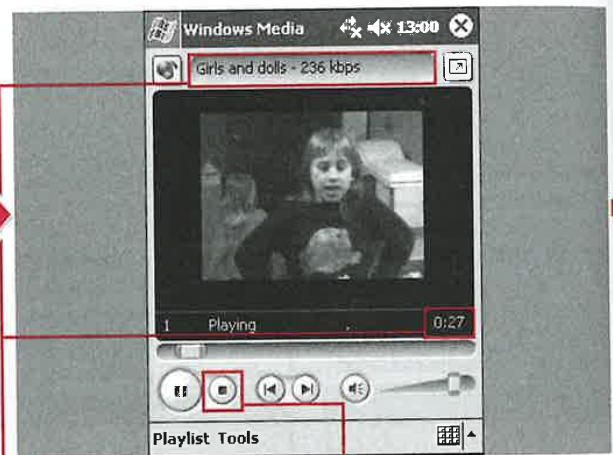 Windows Media 13:00
Girls and dolls - 236 kbps
1 Playing 0:27
Playlist Tools